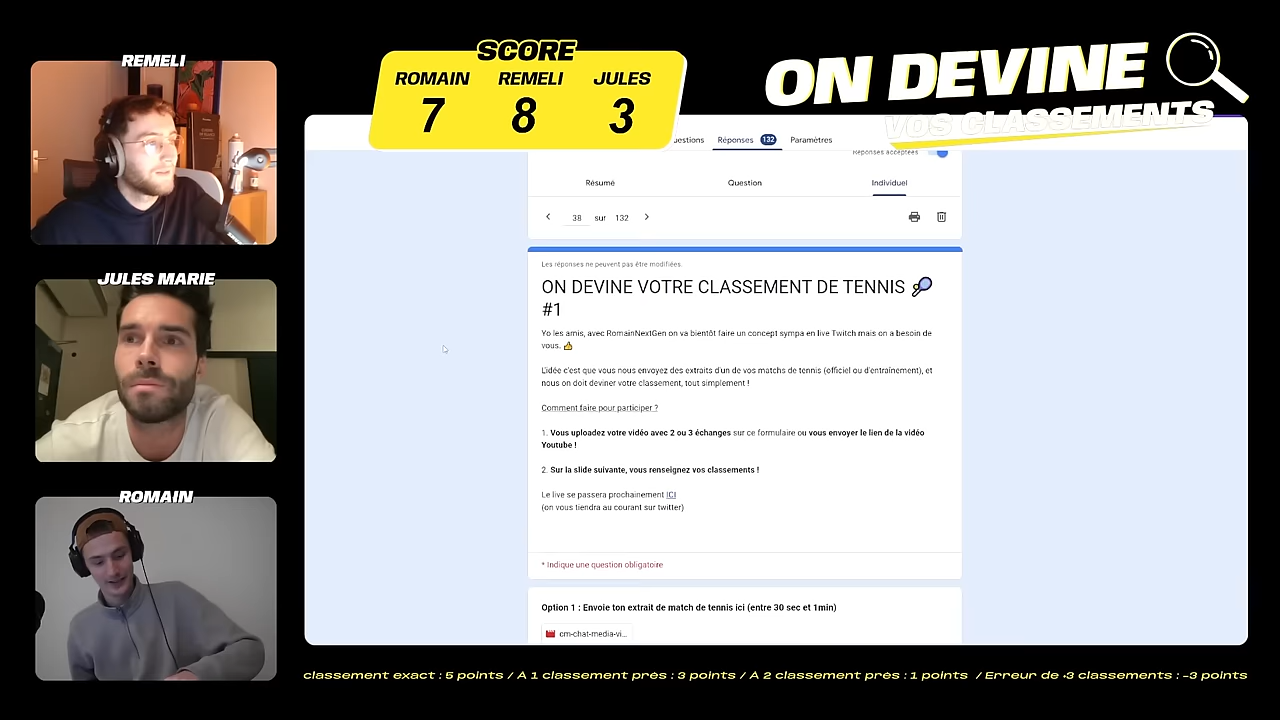 REMELI
SCORE
ROMAIN REMELI JULES
7 8 3
ON DEVINE
VOS CLASSEMENTS
uestions Réponses 132 Paramètres
Réponses acceptées
Résumé Question Individuel
38 sur 132
Les réponses ne peuvent pas être modifiées.
ON DEVINE VOTRE CLASSEMENT DE TENNIS 🎾
#1
Yo les amis, avec RomainNextGen on va bientôt faire un concept sympa en live Twitch mais on a besoin de
vous. 👍
L'idée c'est que vous nous envoyez des extraits d'un de vos matchs de tennis (officiel ou d'entraînement), et
nous on doit deviner votre classement, tout simplement !
Comment faire pour participer ?
1. Vous uploadez votre vidéo avec 2 ou 3 échanges sur ce formulaire ou vous envoyer le lien de la vidéo
Youtube !
2. Sur la slide suivante, vous renseignez vos classements !
Le live se passera prochainement ICI
(on vous tiendra au courant sur twitter)
* Indique une question obligatoire
Option 1 : Envoie ton extrait de match de tennis ici (entre 30 sec et 1min)
cm-chat-media-vi...
JULES MARIE
ROMAIN
classement exact : 5 points / À 1 classement près : 3 points / À 2 classement près : 1 points / Erreur de +3 classements : -3 points